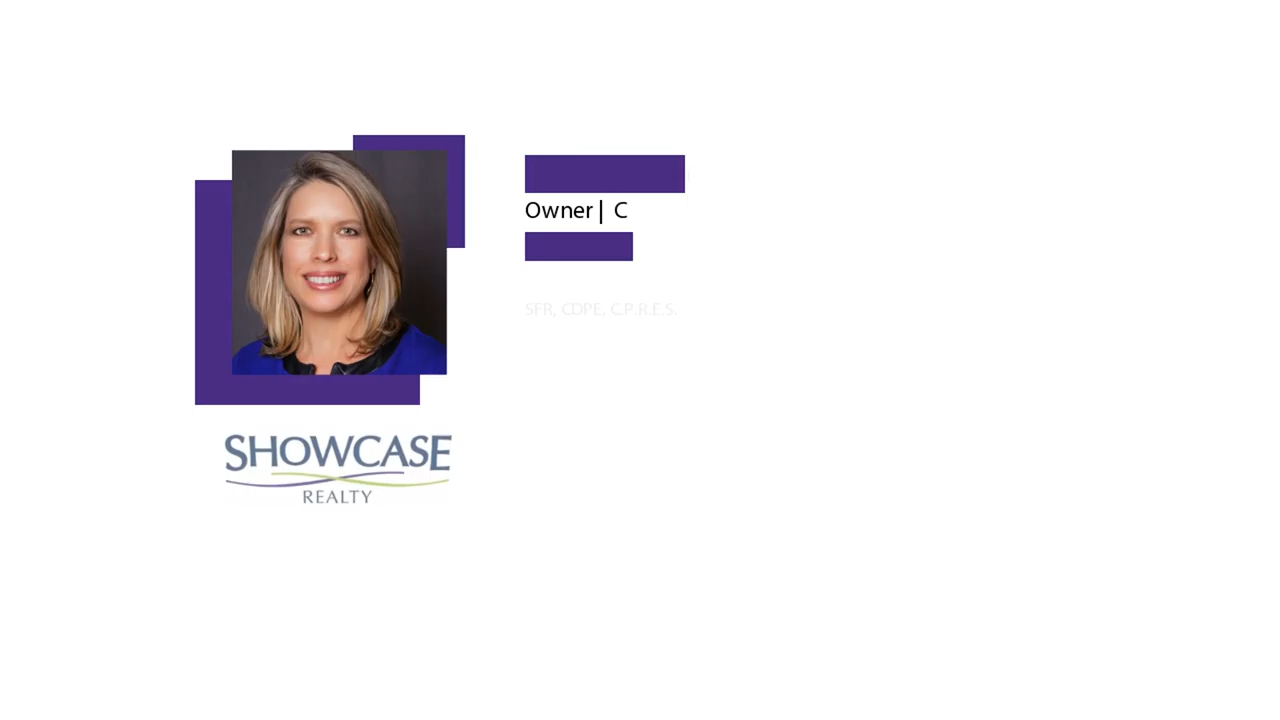 Owner | C
SFR, CDPE, C.P.R.E.S.
SHOWCASE
REALTY